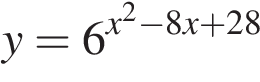 y = 6^{x^2-8x+28}